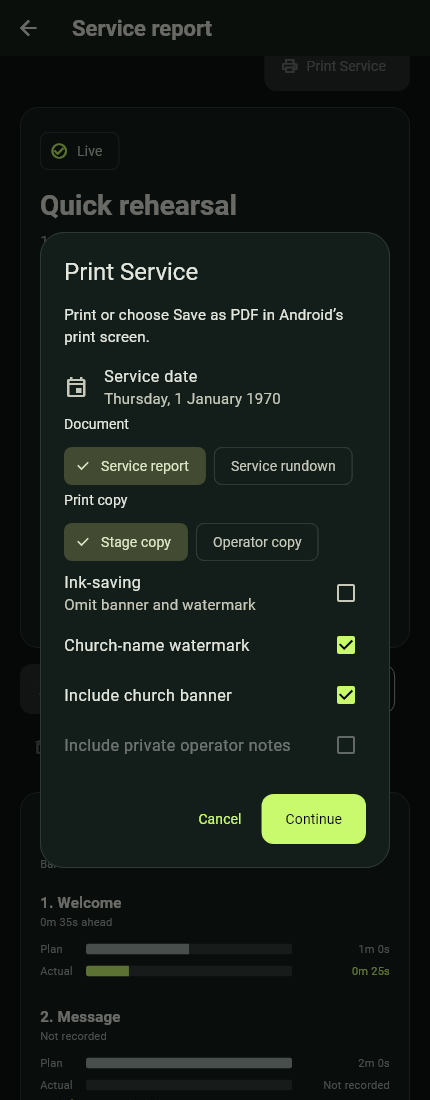 Service report
Print Service
Live
Quick rehearsal
Print Service
Print or choose Save as PDF in Android's
print screen.
Service date
Thursday, 1 January 1970
Document
Service report
Service rundown
Print copy
Stage copy
Operator copy
Ink-saving
Omit banner and watermark
Church-name watermark
Include church banner
Include private operator notes
Cancel
Continue
1. Welcome
0m 35s ahead
Plan
1m 0s
Actual
0m 25s
2. Message
Not recorded
Plan
2m 0s
Actual
Not recorded